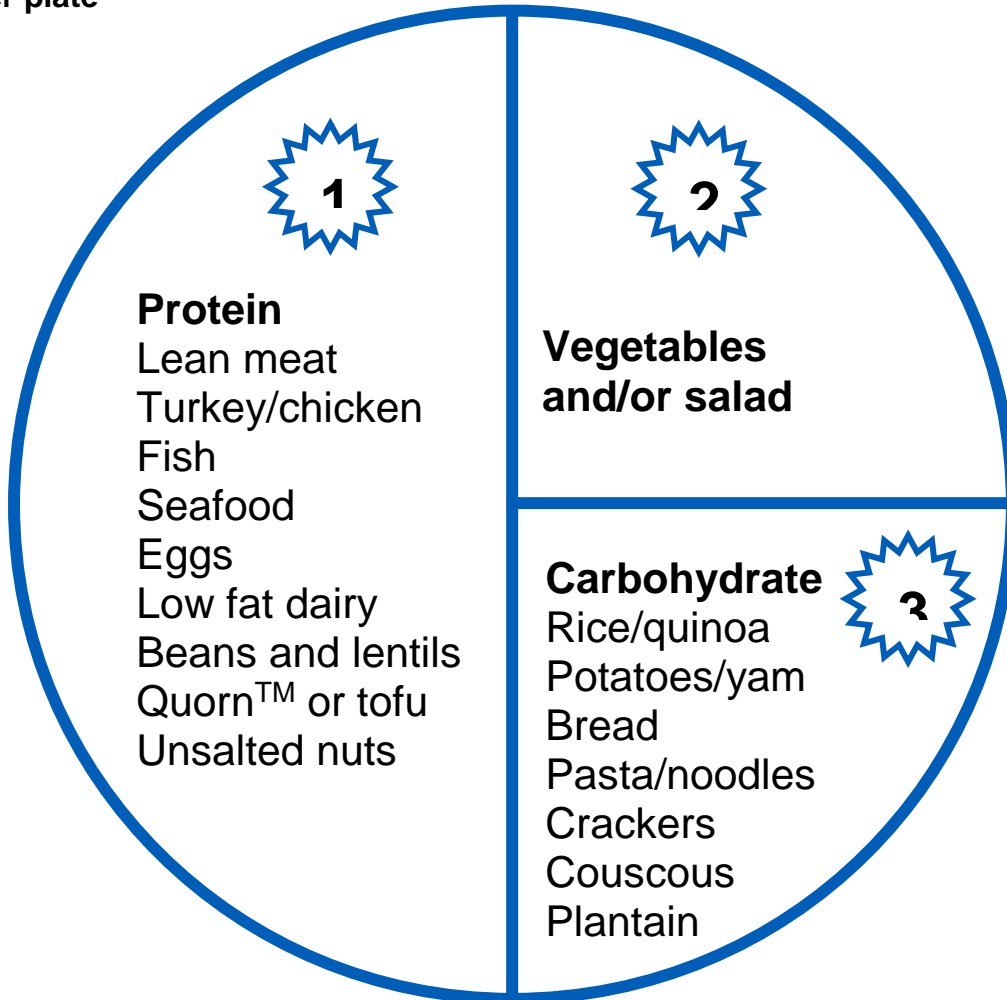 plate
1
Protein
Lean meat
Turkey/chicken
Fish
Seafood
Eggs
Low fat dairy
Beans and lentils
Quorn™ or tofu
Unsalted nuts
2
Vegetables
and/or salad
3
Carbohydrate
Rice/quinoa
Potatoes/yam
Bread
Pasta/noodles
Crackers
Couscous
Plantain